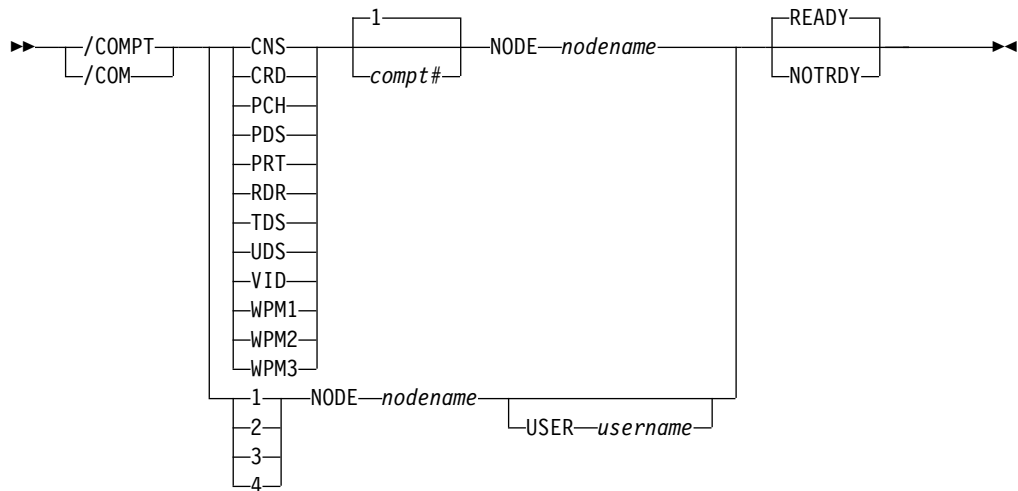 1 READY
/COMPT CNS NODE nodename
/COM CRD compt# NOTRDY
PCH
PDS
PRT
RDR
TDS
UDS
VID
WPM1
WPM2
WPM3
1 NODE nodename
2 USER username
3
4